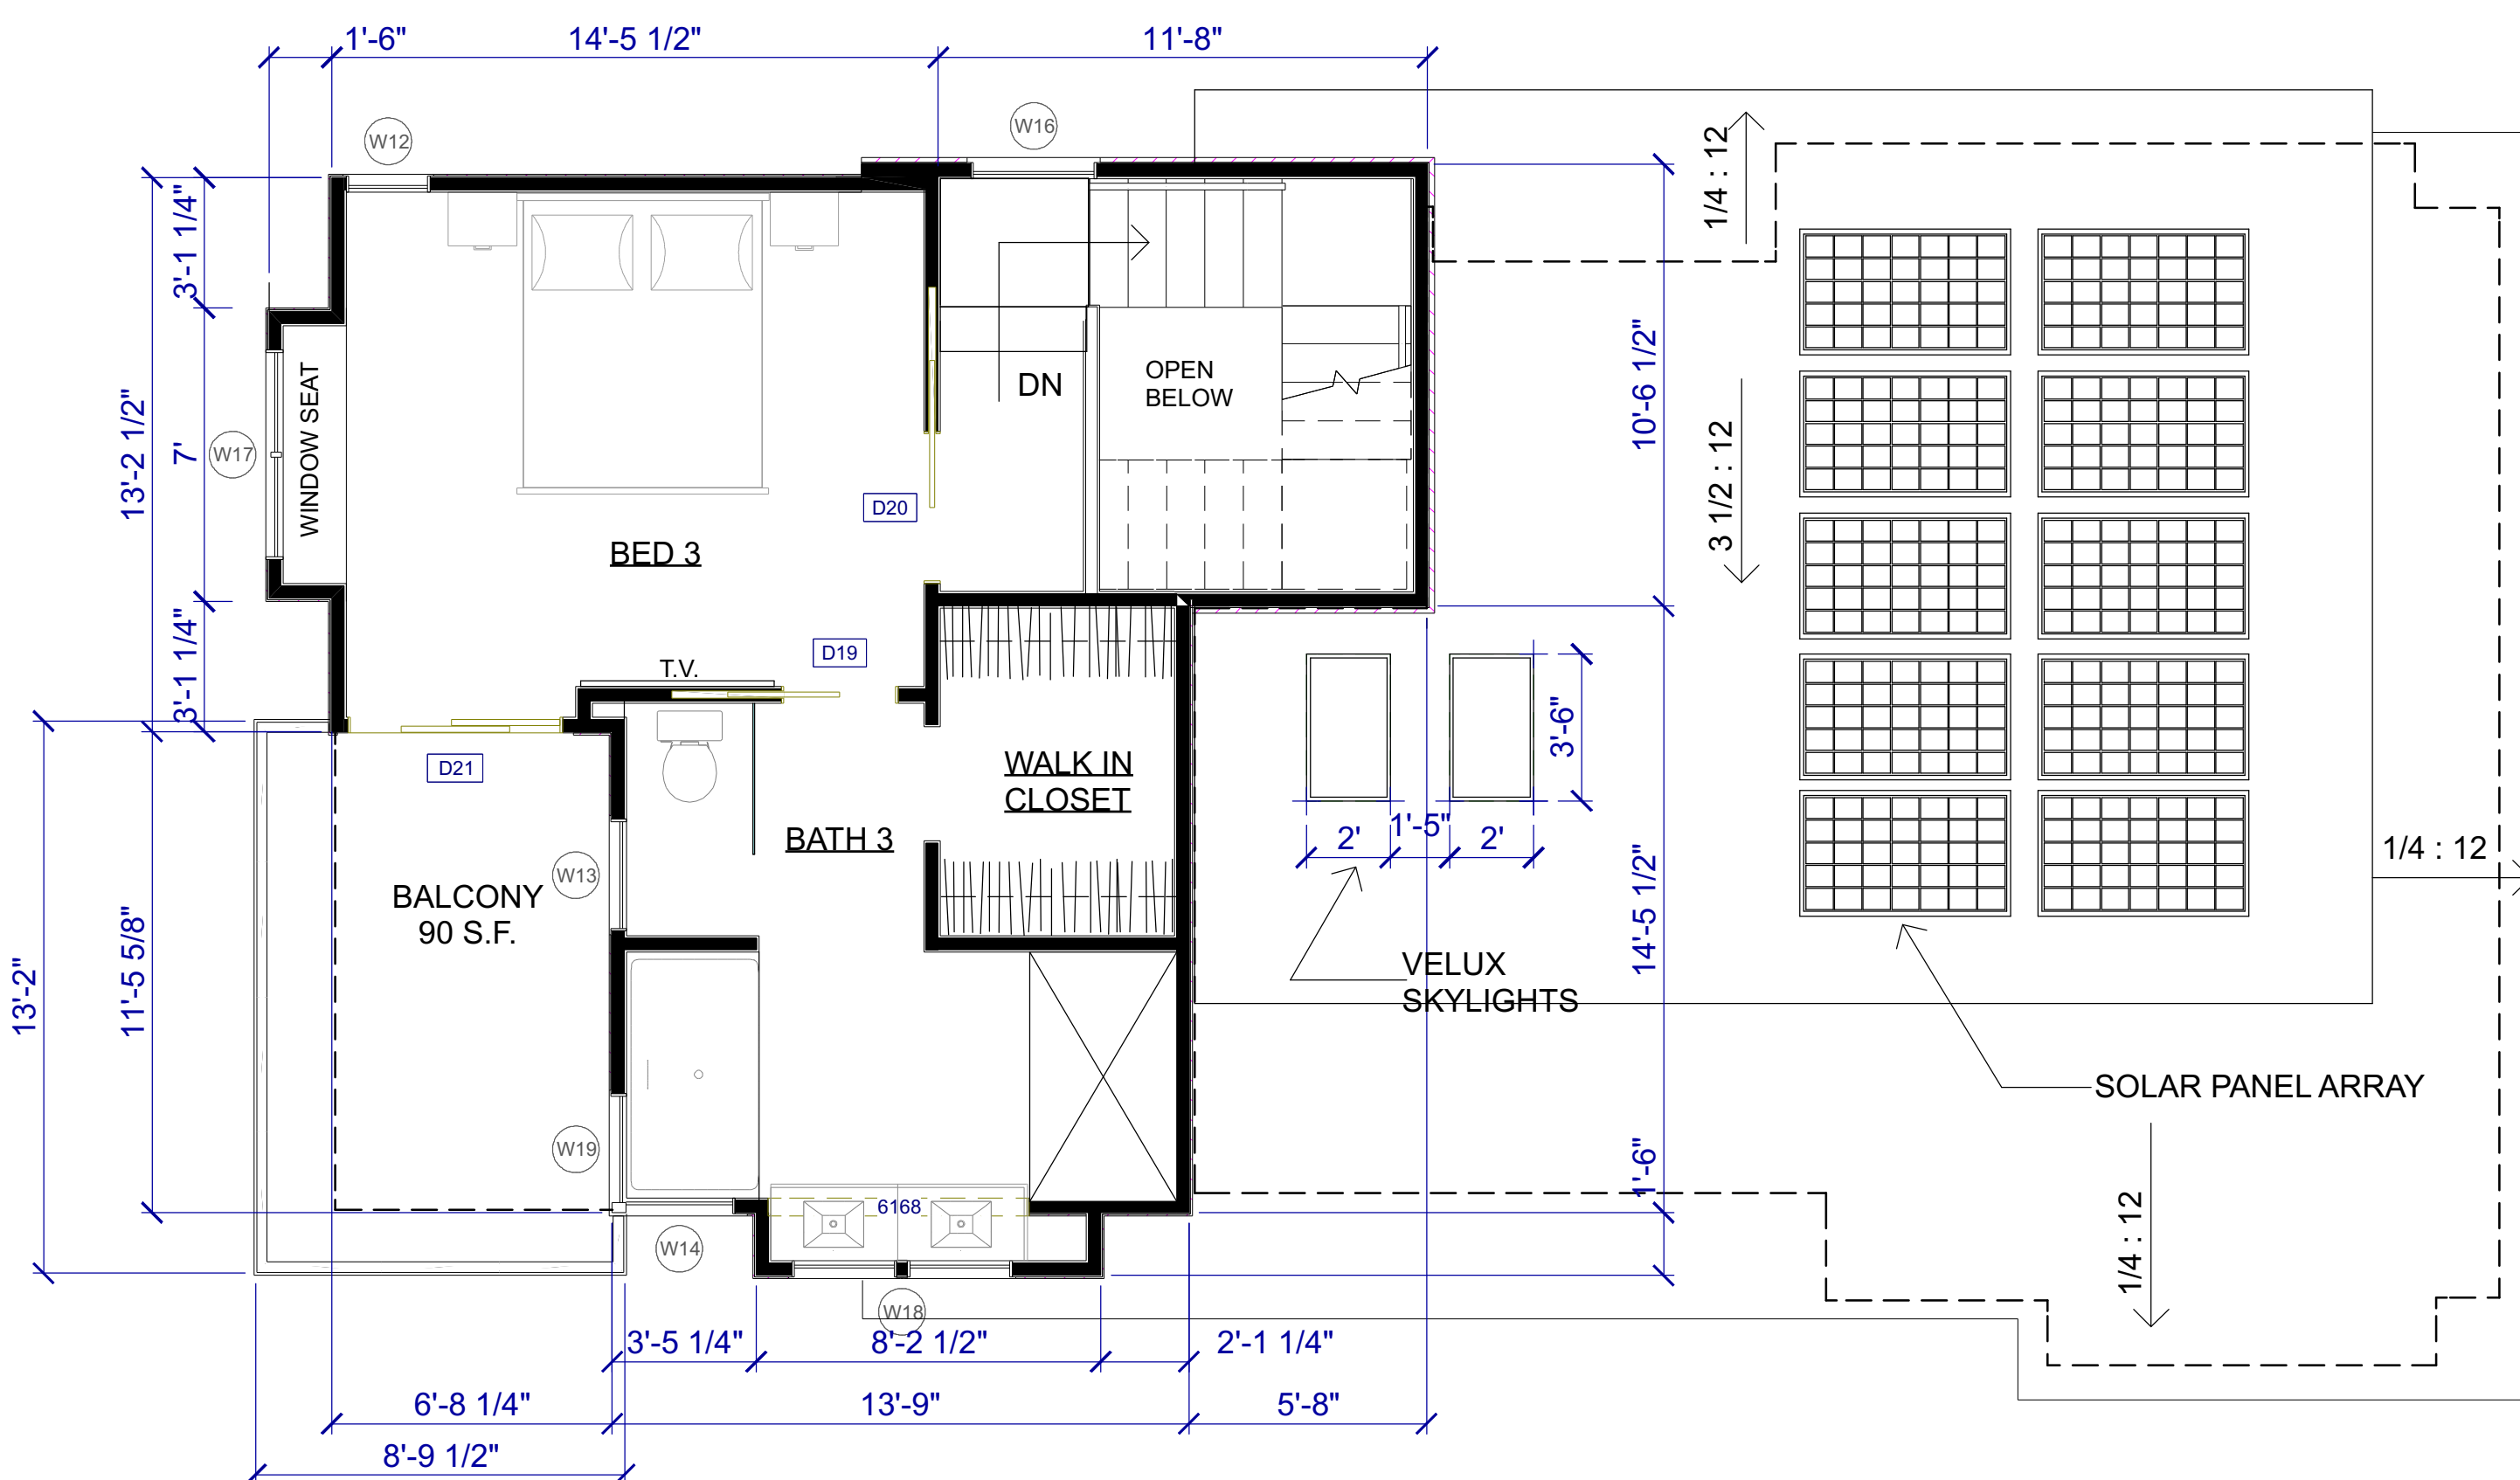 1'-6"
14'-5 1/2"
11'-8"
W12
W16
1/4 : 12
3'-1 1/4"
13'-2 1/2"
7'
W17
WINDOW SEAT
DN
OPEN
BELOW
10'-6 1/2"
3 1/2 : 12
D20
BED 3
3'-1 1/4"
D19
T.V.
D21
WALK IN
CLOSET
3'-6"
BATH 3
2'
1'-5"
2'
1/4 : 12
W13
BALCONY
90 S.F.
13'-2"
11'-5 5/8"
14'-5 1/2"
VELUX
SKYLIGHTS
SOLAR PANEL ARRAY
W19
1'-6"
6168
W14
1/4 : 12
W18
3'-5 1/4"
8'-2 1/2"
2'-1 1/4"
6'-8 1/4"
13'-9"
5'-8"
8'-9 1/2"